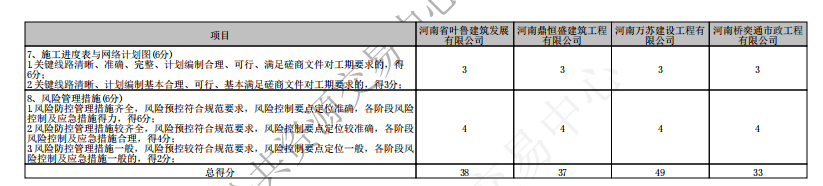 项目
河南省叶鲁建筑发展有限公司
河南鼎恒盛建筑工程有限公司
河南万苏建设工程有限公司
河南桥奕通市政工程有限公司
7、施工进度表与网络计划图(6分)
1关键线路清晰、准确、完整、计划编制合理、可行、满足磋商文件对工期要求的，得
6分；
2关键线路清晰、计划编制基本合理、可行、基本满足磋商文件对工期要求的，得3分；
3
3
3
3
8、风险管理措施(6分)
1风险防控管理措施齐全，风险预控符合规范要求，风险控制要点定位准确，各阶段风险
控制及应急措施得力，得6分；
2风险防控管理措施较齐全，风险预控符合规范要求，风险控制要点定位较准确，各阶段
风险控制及应急措施合理，得4分；
3风险防控管理措施一般，风险预控符合规范要求，风险控制要点定位一般，各阶段风
险控制及应急措施一般的，得2分；
4
4
4
4
总得分
38
37
49
33
共资源交易中心
交易中心